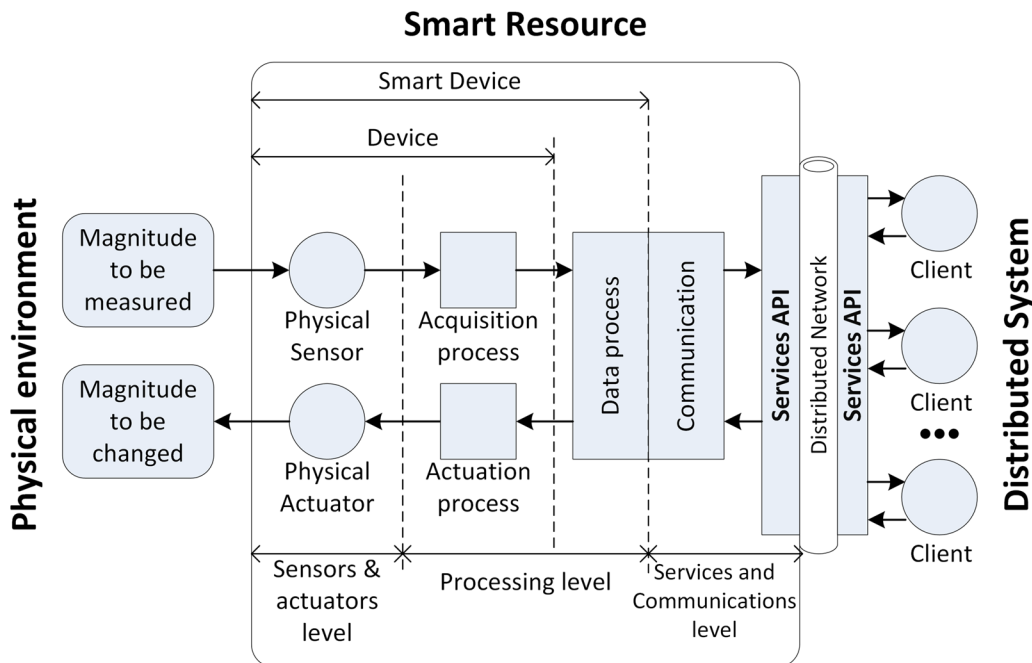 Smart Resource
Smart Device
Device
Physical environment
Magnitude
to be
measured
Physical
Sensor
Acquisition
process
Data process
Communication
Services API
Distributed Network
Services API
Client
Client
Client
Distributed System
Magnitude
to be
changed
Physical
Actuator
Actuation
process
Sensors &
actuators
level
Processing level
Services and
Communications
level